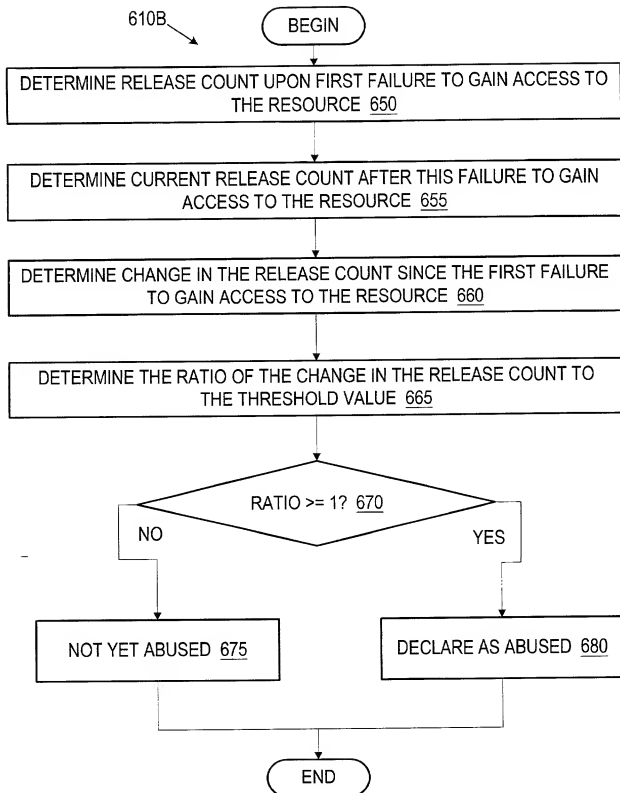 610B
BEGIN
DETERMINE RELEASE COUNT UPON FIRST FAILURE TO GAIN ACCESS TO
THE RESOURCE 650
DETERMINE CURRENT RELEASE COUNT AFTER THIS FAILURE TO GAIN
ACCESS TO THE RESOURCE 655
DETERMINE CHANGE IN THE RELEASE COUNT SINCE THE FIRST FAILURE
TO GAIN ACCESS TO THE RESOURCE 660
DETERMINE THE RATIO OF THE CHANGE IN THE RELEASE COUNT TO
THE THRESHOLD VALUE 665
RATIO >= 1? 670
NO
YES
NOT YET ABUSED 675
DECLARE AS ABUSED 680
END